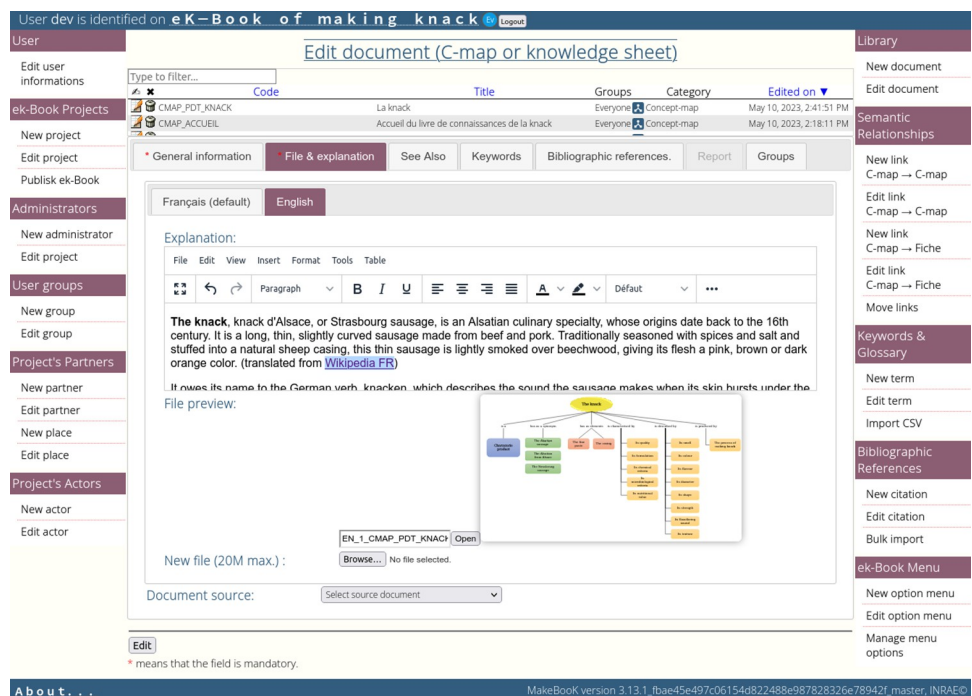 User dev is identified on eK-Book of making knack Ev Logout
User
Edit user
informations
ek-Book Projects
New project
Edit project
Publisk ek-Book
Administrators
New administrator
Edit project
User groups
New group
Edit group
Project's Partners
New partner
Edit partner
New place
Edit place
Project's Actors
New actor
Edit actor
Edit document (C-map or knowledge sheet)
Type to filter...
Code Title Groups Category Edited on ▼
CMAP_PDT_KNACK La knack Everyone Concept-map May 10, 2023, 2:41:51 PM
CMAP_ACCUEIL Accueil du livre de connaissances de la knack Everyone Concept-map May 10, 2023, 2:18:11 PM
* General information * File & explanation See Also Keywords Bibliographic references. Report Groups
Français (default) English
Explanation:
File Edit View Insert Format Tools Table
Paragraph B I U A Défaut •••
The knack, knack d'Alsace, or Strasbourg sausage, is an Alsatian culinary specialty, whose origins date back to the 16th
century. It is a long, thin, slightly curved sausage made from beef and pork. Traditionally seasoned with spices and salt and
stuffed into a natural sheep casing, this thin sausage is lightly smoked over beechwood, giving its flesh a pink, brown or dark
orange color. (translated from Wikipedia FR)
It owes its name to the German verb, knacken, which describes the sound the sausage makes when its skin bursts under the
File preview:
The knack
EN_1_CMAP_PDT_KNACK Open
New file (20M max.) : Browse... No file selected.
Document source: Select source document
Edit
* means that the field is mandatory.
Library
New document
Edit document
Semantic
Relationships
New link
C-map → C-map
Edit link
C-map → C-map
New link
C-map → Fiche
Edit link
C-map → Fiche
Move links
Keywords &
Glossary
New term
Edit term
Import CSV
Bibliographic
References
New citation
Edit citation
Bulk import
ek-Book Menu
New option menu
Edit option menu
Manage menu
options
About...
MakeBooK version 3.13.1_fbae45e497c06154d822488e987828326e78942f_master, INRAE©